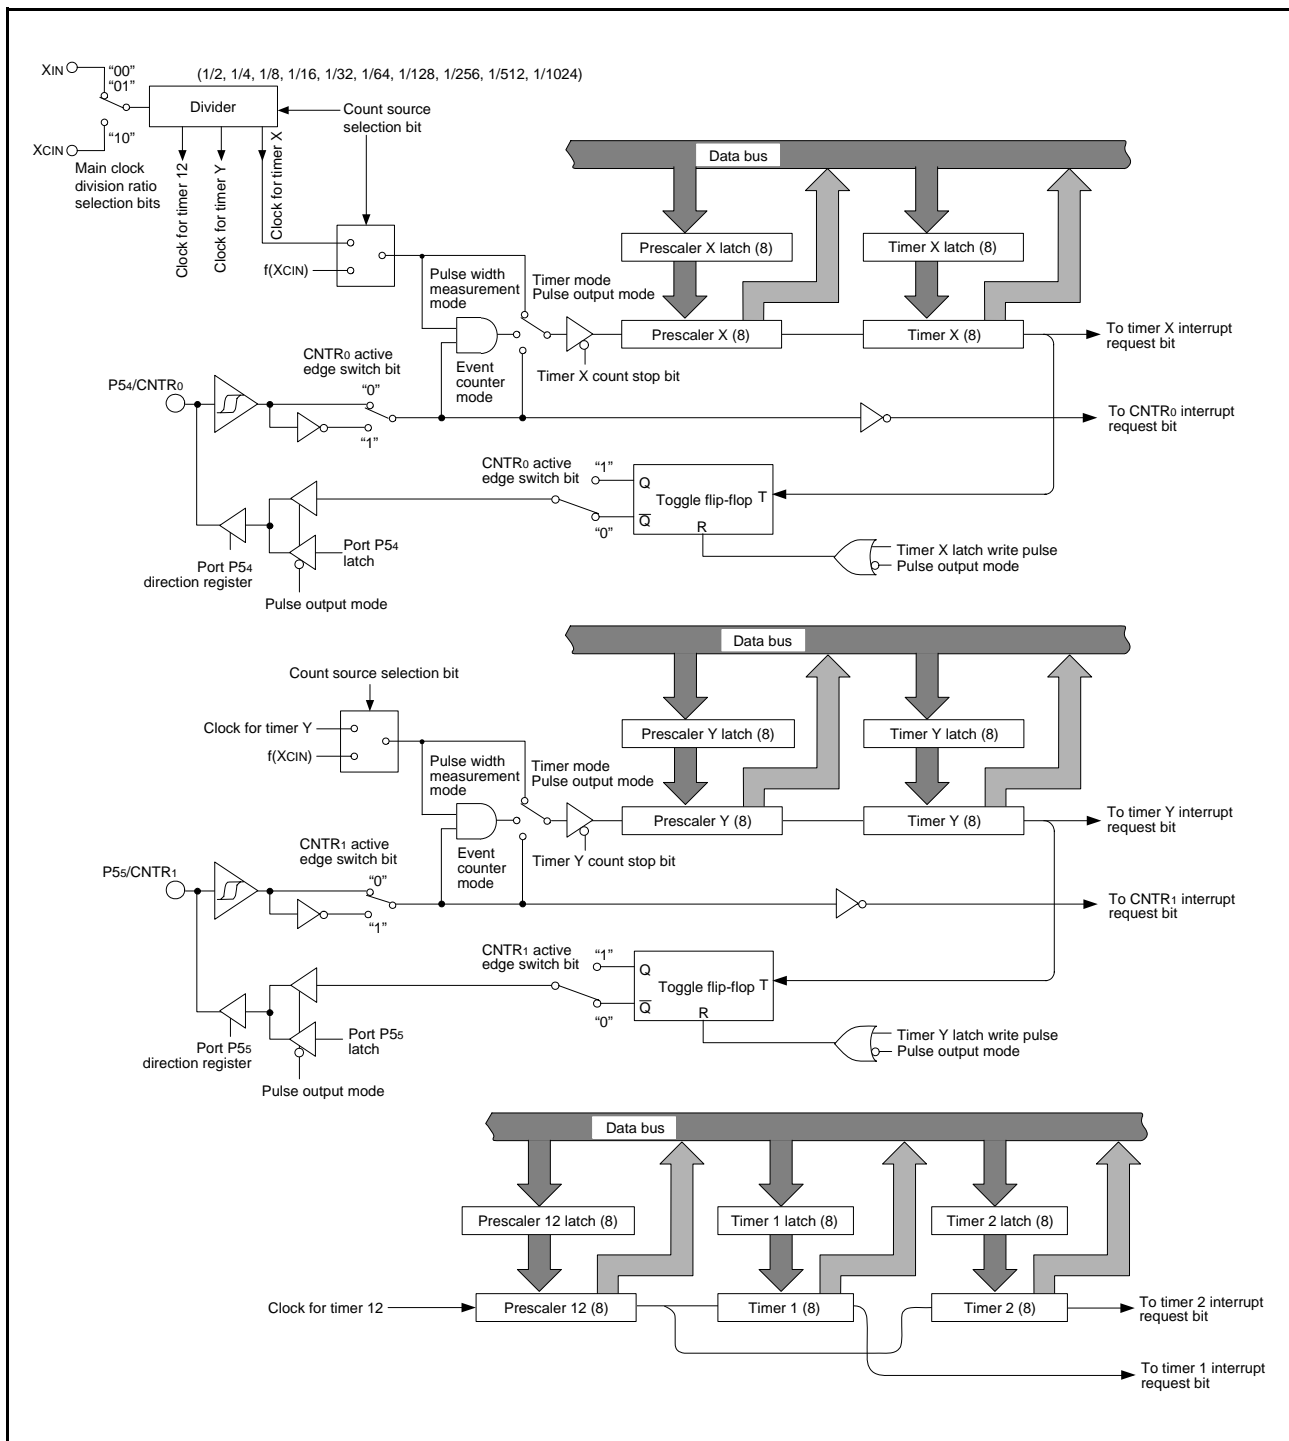 XIN
"00"
"01"
"10"
XCIN
Main clock
division ratio
selection bits
(1/2, 1/4, 1/8, 1/16, 1/32, 1/64, 1/128, 1/256, 1/512, 1/1024)
Divider
Count source
selection bit
Clock for timer 12
Clock for timer Y
Clock for timer X
f(XCIN)
Data bus
Prescaler X latch (8)
Timer X latch (8)
Pulse width
measurement
mode
Timer mode
Pulse output mode
Prescaler X (8)
Timer X (8)
To timer X interrupt
request bit
CNTR0 active
edge switch bit
Event
counter
mode
Timer X count stop bit
P54/CNTR0
"0"
"1"
To CNTR0 interrupt
request bit
CNTR0 active
edge switch bit
"1"
"0"
Q
Q
Toggle flip-flop
T
R
Timer X latch write pulse
Pulse output mode
Port P54
latch
Port P54
direction register
Pulse output mode
Data bus
Count source selection bit
Clock for timer Y
f(XCIN)
Prescaler Y latch (8)
Timer Y latch (8)
Pulse width
measurement
mode
Timer mode
Pulse output mode
Prescaler Y (8)
Timer Y (8)
To timer Y interrupt
request bit
CNTR1 active
edge switch bit
Event
counter
mode
Timer Y count stop bit
P55/CNTR1
"0"
"1"
To CNTR1 interrupt
request bit
CNTR1 active
edge switch bit
"1"
"0"
Q
Q
Toggle flip-flop
T
R
Timer Y latch write pulse
Pulse output mode
Port P55
latch
Port P55
direction register
Pulse output mode
Data bus
Prescaler 12 latch (8)
Timer 1 latch (8)
Timer 2 latch (8)
Clock for timer 12
Prescaler 12 (8)
Timer 1 (8)
Timer 2 (8)
To timer 2 interrupt
request bit
To timer 1 interrupt
request bit